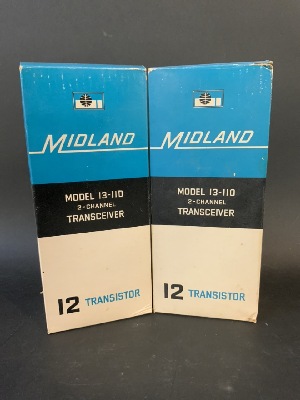 MIDLAND
MODEL 13-110
2-CHANNEL
TRANSCEIVER
12 TRANSISTOR
MIDLAND
MODEL 13-110
2-CHANNEL
TRANSCEIVER
12 TRANSISTOR